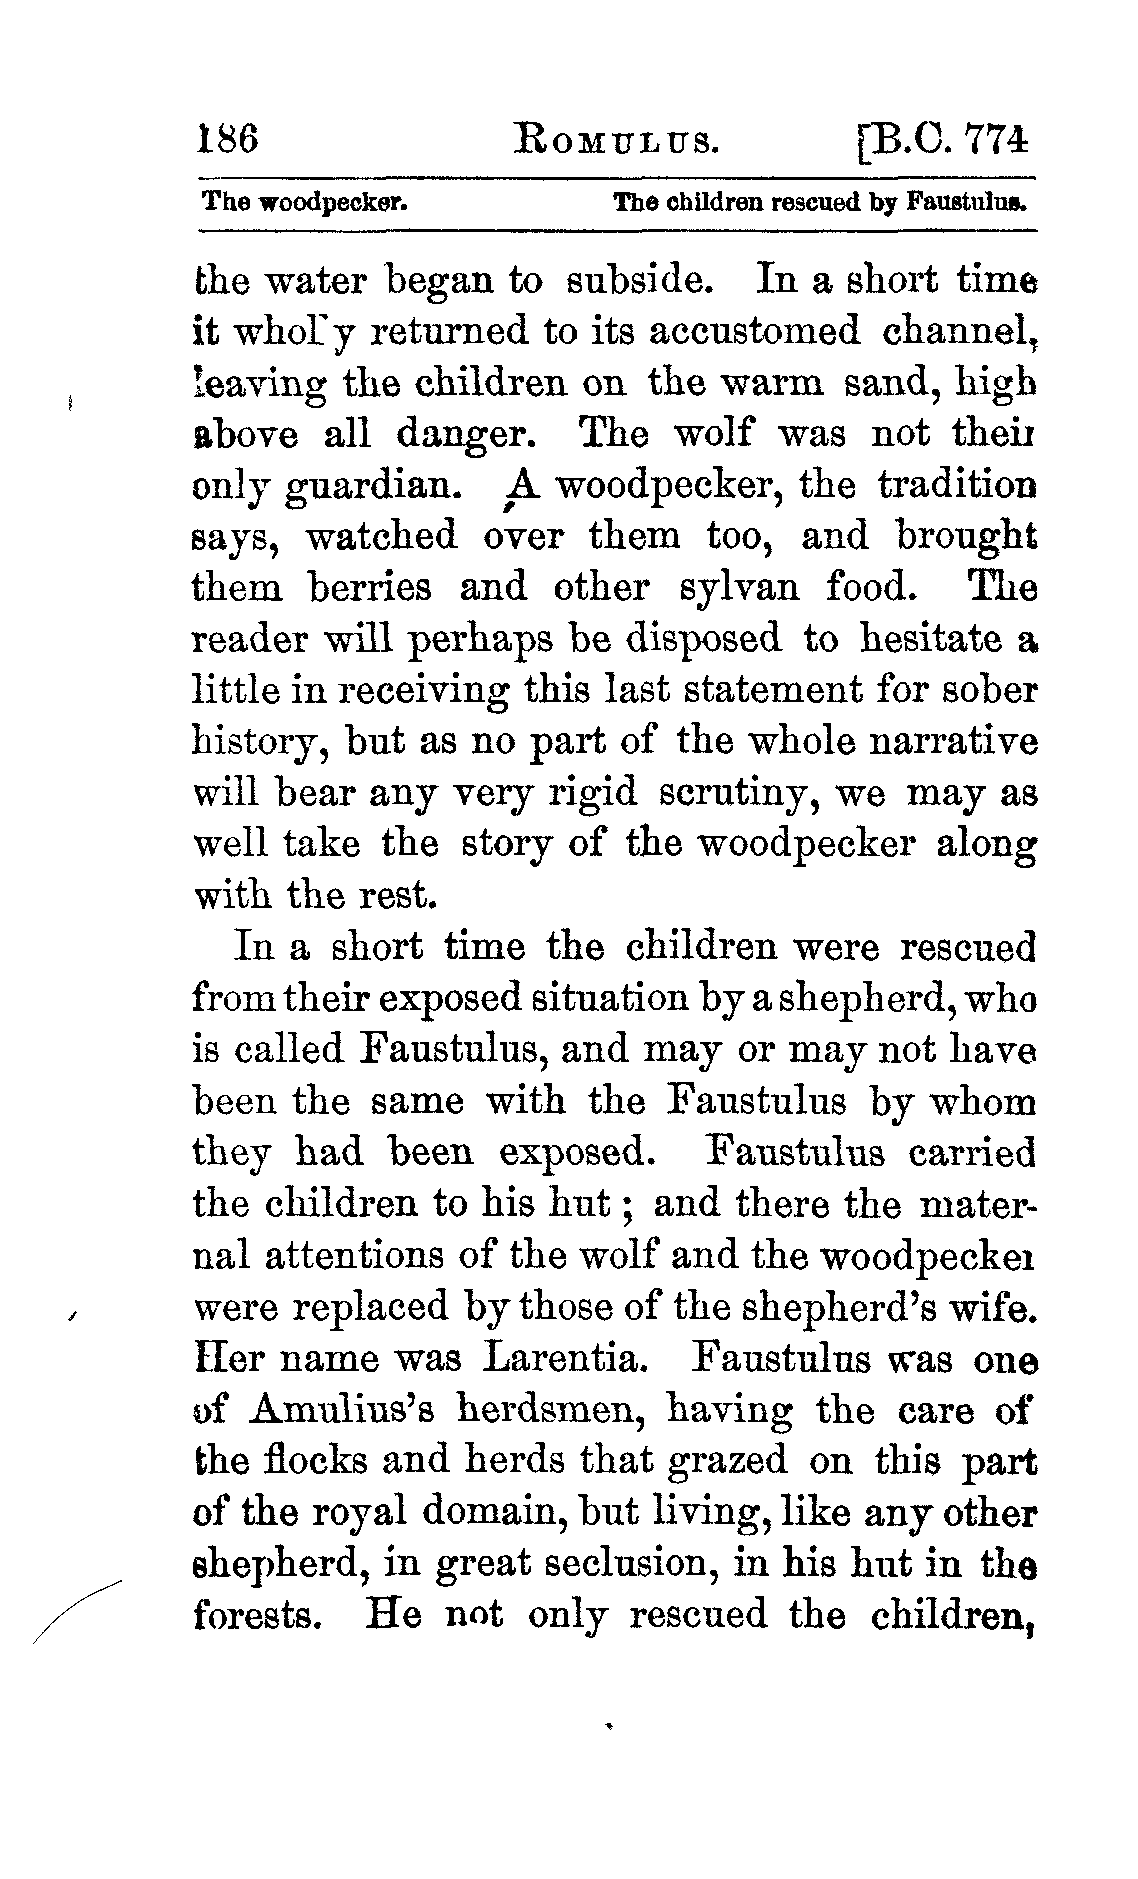 186 ROMULUS. [B.C. 774
The woodpecker. The children rescued by Faustulus.
the water began to subside. In a short time
it wholly returned to its accustomed channel,
leaving the children on the warm sand, high
above all danger. The wolf was not their
only guardian. A woodpecker, the tradition
says, watched over them too, and brought
them berries and other sylvan food. The
reader will perhaps be disposed to hesitate a
little in receiving this last statement for sober
history, but as no part of the whole narrative
will bear any very rigid scrutiny, we may as
well take the story of the woodpecker along
with the rest.
In a short time the children were rescued
from their exposed situation by a shepherd, who
is called Faustulus, and may or may not have
been the same with the Faustulus by whom
they had been exposed. Faustulus carried
the children to his hut; and there the mater-
nal attentions of the wolf and the woodpecker
were replaced by those of the shepherd's wife.
Her name was Larentia. Faustulus was one
of Amulius's herdsmen, having the care of
the flocks and herds that grazed on this part
of the royal domain, but living, like any other
shepherd, in great seclusion, in his hut in the
forests. He not only rescued the children,